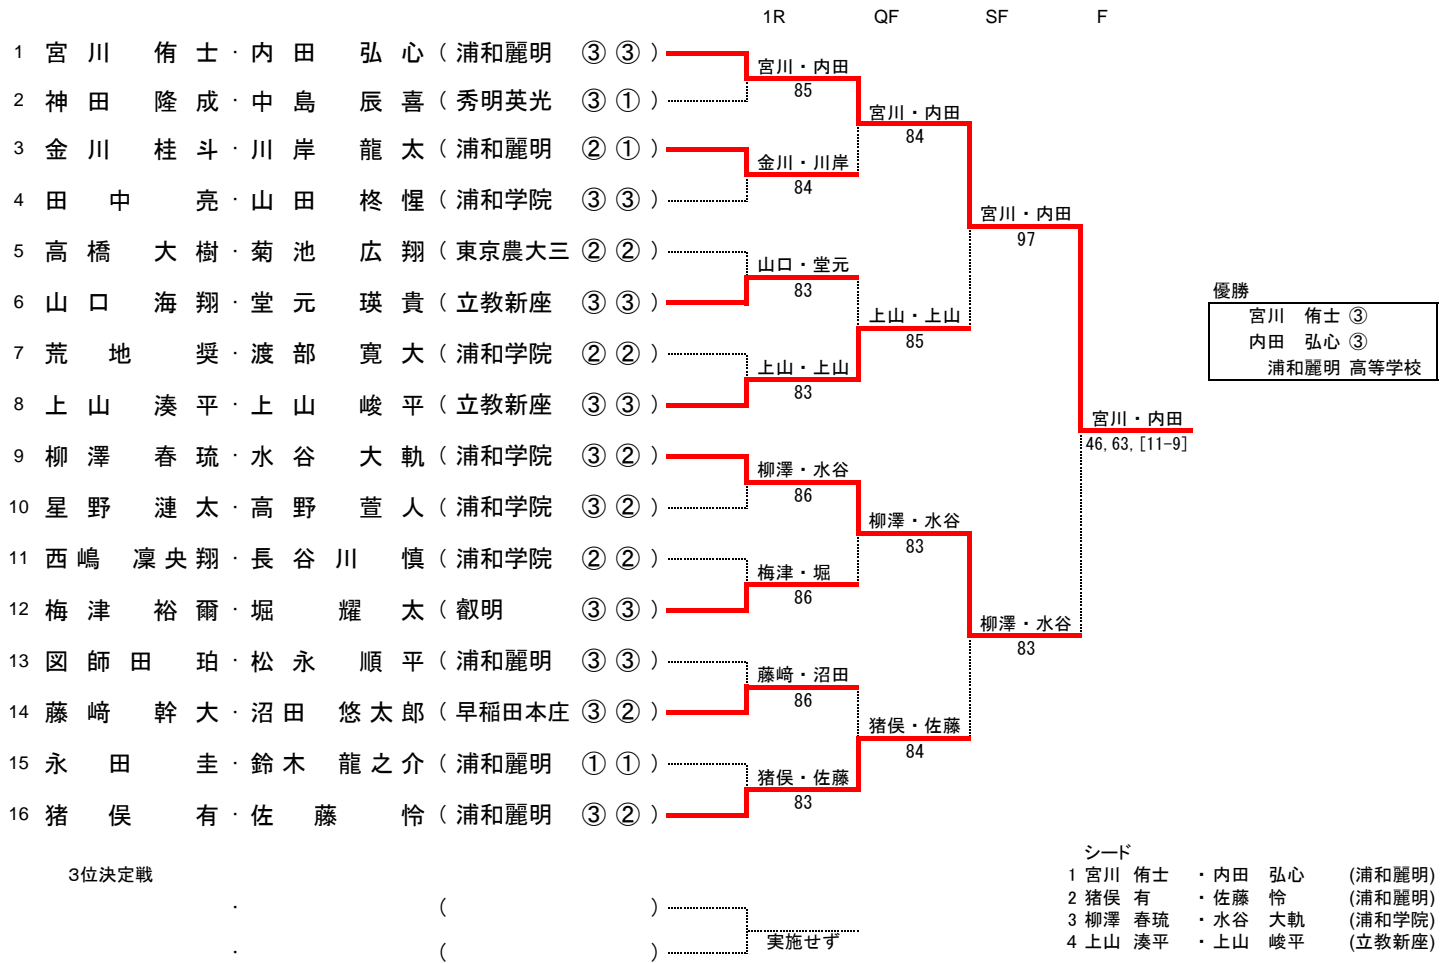 1R QF SF F
1 宮川 侑士・内田 弘心(浦和麗明 ③③)
宮川・内田
85
2 神田 隆成・中島 辰喜(秀明英光 ③①)
宮川・内田
84
3 金川 桂斗・川岸 龍太(浦和麗明 ②①)
金川・川岸
84
4 田中 亮・山田 柊惺(浦和学院 ③③)
宮川・内田
97
5 高橋 大樹・菊池 広翔(東京農大三 ②②)
山口・堂元
83
6 山口 海翔・堂元 瑛貴(立教新座 ③③)
上山・上山
85
7 荒地 奨・渡部 寛大(浦和学院 ②②)
上山・上山
83
8 上山 湊平・上山 峻平(立教新座 ③③)
優勝
宮川 侑士 ③
内田 弘心 ③
浦和麗明 高等学校
宮川・内田
46,63,[11-9]
9 柳澤 春琉・水谷 大軌(浦和学院 ③②)
柳澤・水谷
86
10 星野 漣太・高野 萱人(浦和学院 ③②)
柳澤・水谷
83
11 西嶋 凜央翔・長谷川 慎(浦和学院 ②②)
梅津・堀
86
12 梅津 裕爾・堀 耀太(叡明 ③③)
柳澤・水谷
83
13 図師田 珀・松永 順平(浦和麗明 ③③)
藤﨑・沼田
86
14 藤﨑 幹大・沼田 悠太郎(早稲田本庄 ③②)
猪俣・佐藤
84
15 永田 圭・鈴木 龍之介(浦和麗明 ①①)
猪俣・佐藤
83
16 猪俣 有・佐藤 怜(浦和麗明 ③②)
3位決定戦
・ ( )
実施せず
・ ( )
シード
1 宮川 侑士 ・内田 弘心 (浦和麗明)
2 猪俣 有 ・佐藤 怜 (浦和麗明)
3 柳澤 春琉 ・水谷 大軌 (浦和学院)
4 上山 湊平 ・上山 峻平 (立教新座)